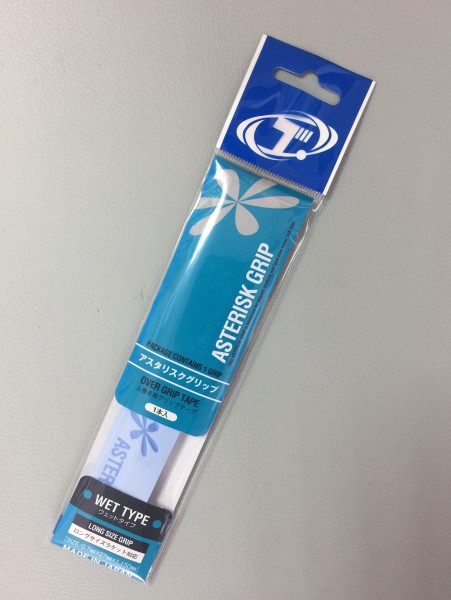 ASTERISK GRIP
PACKAGE CONTAINS 1 GRIP
アスタリスクグリップ
OVER GRIP TAPE
1本入
ASTER
WET TYPE
ウェットタイプ
LONG SIZE GRIP
ロングサイズラケット対応
MADE IN JAPAN